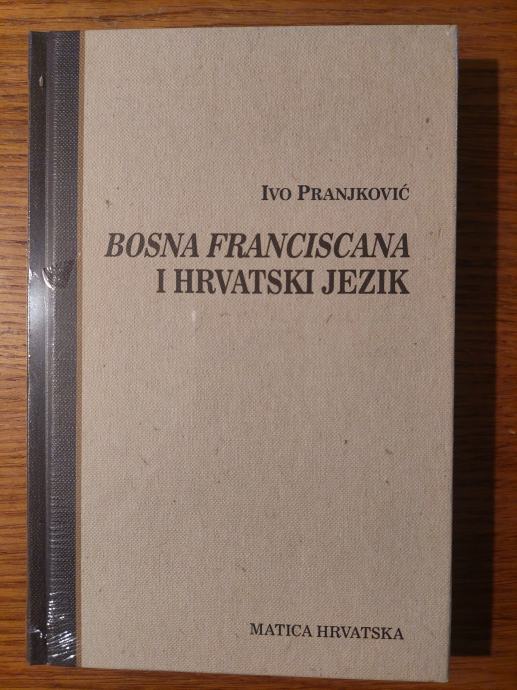 IVO PRANJKOVIĆ
BOSNA FRANCISCANA
I HRVATSKI JEZIK
MATICA HRVATSKA